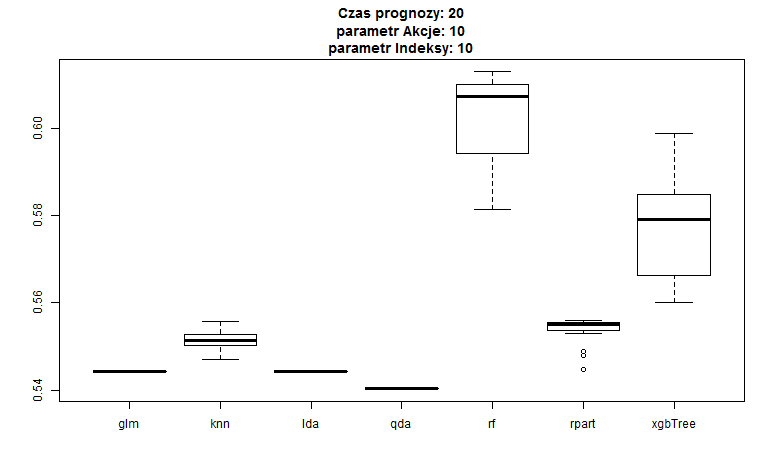 Czas prognozy: 20
parametr Akcje: 10
parametr Indeksy: 10
0.60
0.58
0.56
0.54
glm knn lda qda rf rpart xgbTree